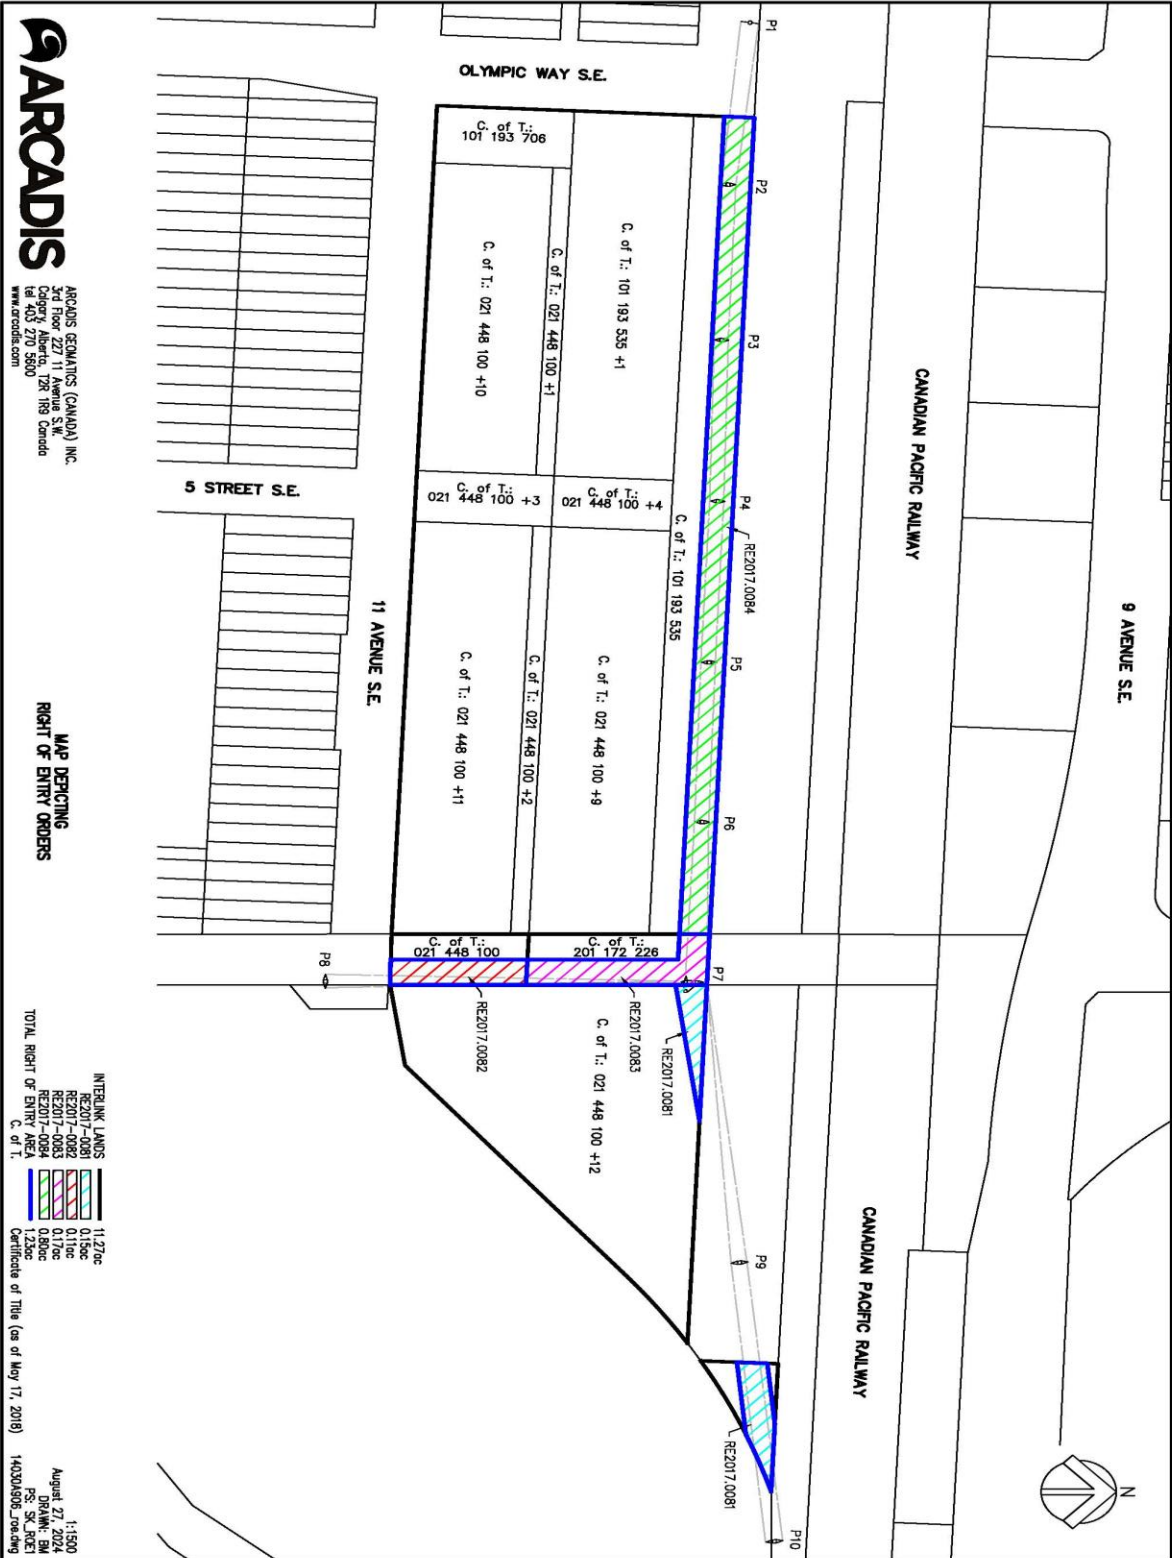 P1
P2
P3
P4
P5
P6
P7
P8
P9
P10
N
9 AVENUE S.E.
CANADIAN PACIFIC RAILWAY
CANADIAN PACIFIC RAILWAY
OLYMPIC WAY S.E.
C. of T.:
101 193 706
C. of T.: 101 193 535 +1
C. of T.: 021 448 100 +1
C. of T.: 021 448 100 +10
C. of T.:
021 448 100 +3
C. of T.:
021 448 100 +4
C. of T.: 101 193 535
RE2017.0084
C. of T.: 021 448 100 +9
C. of T.: 021 448 100 +2
C. of T.: 021 448 100 +11
C. of T.:
021 448 100
C. of T.:
201 172 226
RE2017.0082
RE2017.0083
RE2017.0081
C. of T.: 021 448 100 +12
RE2017.0081
11 AVENUE S.E.
5 STREET S.E.
ARCADIS
ARCADIS GEOMATICS (CANADA) INC.
3rd Floor 227 11 Avenue S.W.
Calgary, Alberta, T2R 1R9 Canada
tel 403 270 5600
www.arcadis.com
MAP DEPICTING
RIGHT OF ENTRY ORDERS
INTERLINK LANDS 11.27ac
RE2017-0081 0.15ac
RE2017-0082 0.11ac
RE2017-0083 0.17ac
RE2017-0084 0.80ac
TOTAL RIGHT OF ENTRY AREA 1.23ac
C. of T. Certificate of Title (as of May 17, 2018)
1:1500
August 27, 2024
DRAWN: BM
PS: SK_ROE1
14030A906_roe.dwg